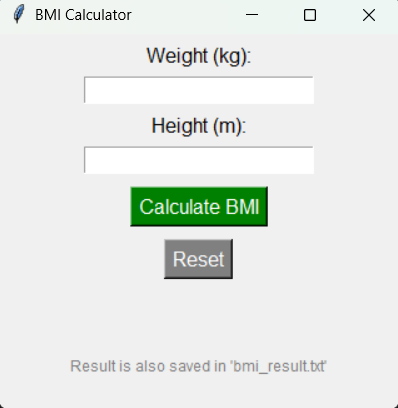 BMI Calculator
Weight (kg):
Height (m):
Calculate BMI
Reset
Result is also saved in 'bmi_result.txt'